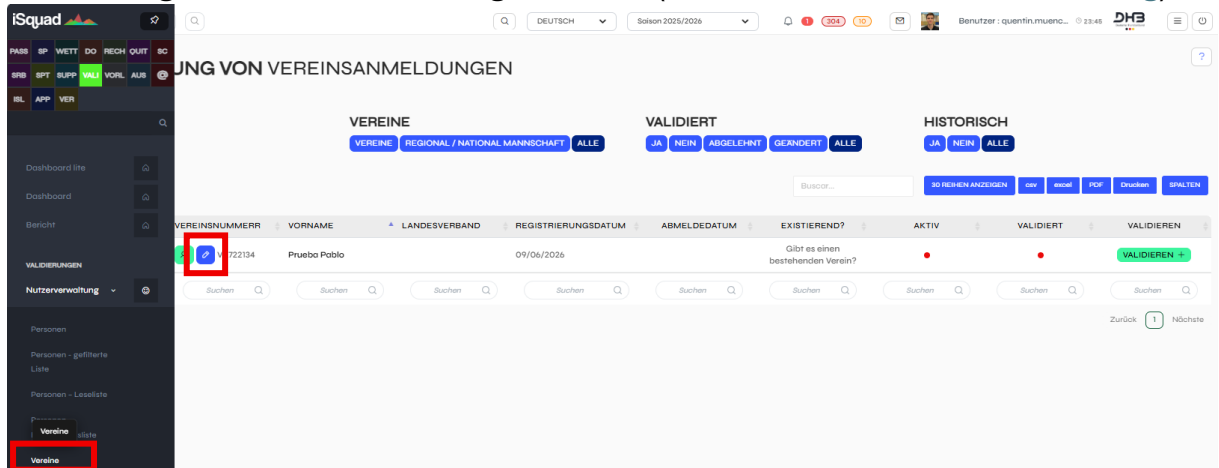 iSquad
DEUTSCH
Saison 2025/2026
1
304
10
Benutzer : quentin.muenc...
23:45
DHB
PASS SP WETT DO RECH QUIT SC
SRB SPT SUPP VALI VORL AUS @
ISL APP VER
?
UNG VON VEREINSANMELDUNGEN
VEREINE
VEREINE REGIONAL / NATIONAL MANNSCHAFT ALLE
VALIDIERT
JA NEIN ABGELEHNT GEÄNDERT ALLE
HISTORISCH
JA NEIN ALLE
Buscar...
30 REIHEN ANZEIGEN csv excel PDF Drucken SPALTEN
Dashboard lite
Dashboard
Bericht
VALIDIERUNGEN
Nutzerverwaltung
Personen
Personen - gefilterte
Liste
Personen - Leseliste
Vereine
sliste
Vereine
VEREINSNUMMERR VORNAME LANDESVERBAND REGISTRIERUNGSDATUM ABMELDEDATUM EXISTIEREND? AKTIV VALIDIERT VALIDIEREN
722134 Prueba Pablo 09/06/2026 Gibt es einen
bestehenden Verein? VALIDIEREN +
Suchen Suchen Suchen Suchen Suchen Suchen Suchen Suchen Suchen
Zurück 1 Nächste